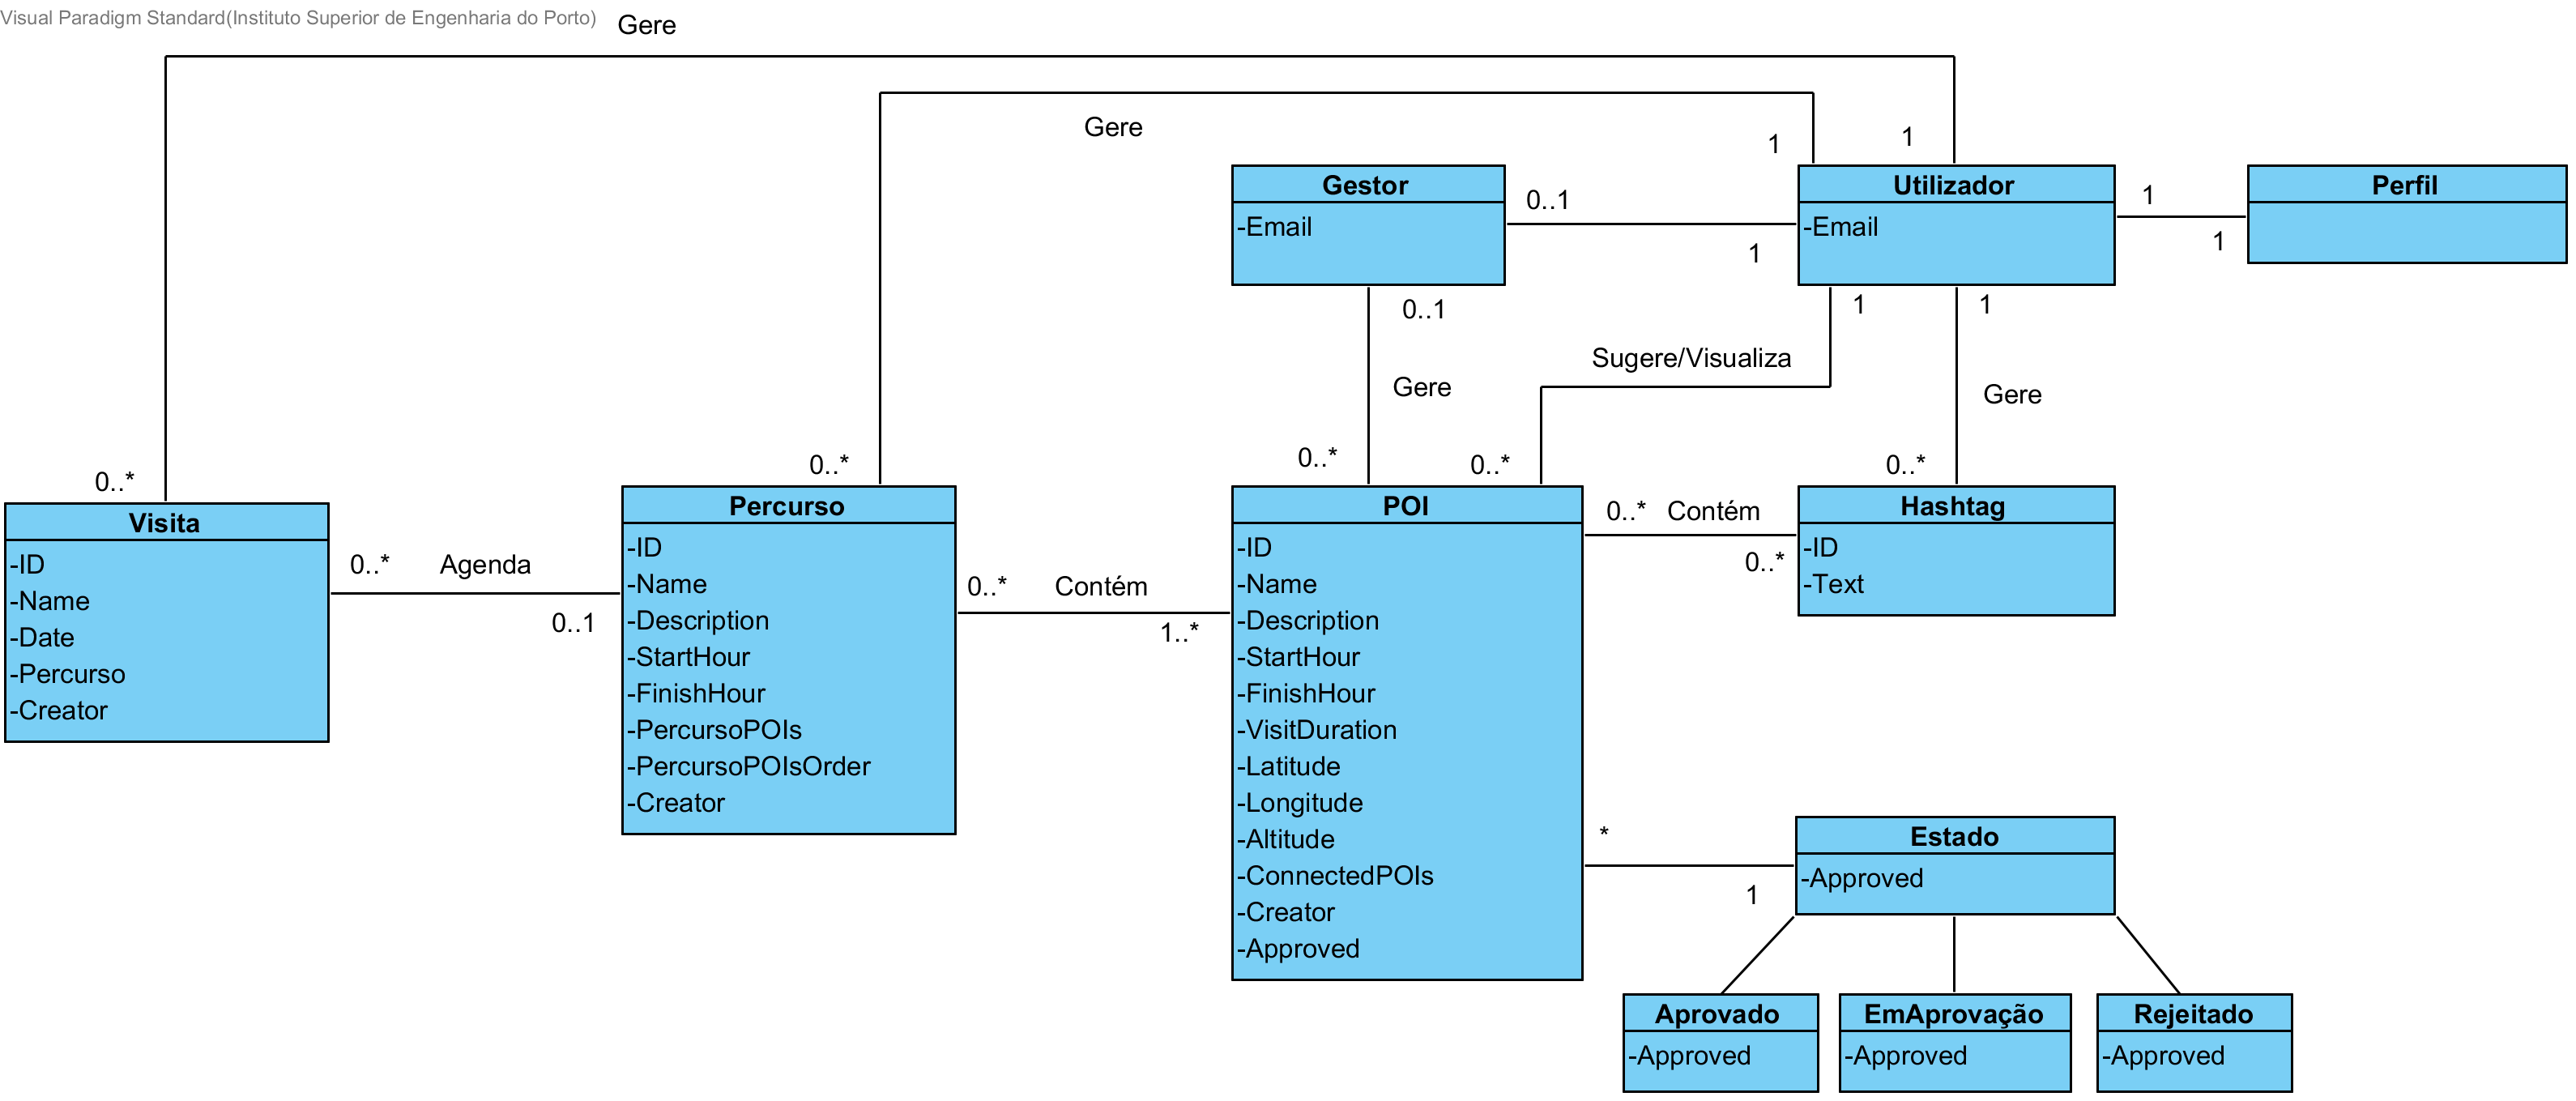 Visual Paradigm Standard(Instituto Superior de Engenharia do Porto)
Gere
Gere
1
1
Gestor
-Email
0..1
1
Utilizador
-Email
1
1
Perfil
0..1
1
1
Sugere/Visualiza
Gere
Gere
0..*
0..*
0..*
0..*
0..*
Visita
-ID
-Name
-Date
-Percurso
-Creator
0..*
Agenda
0..1
Percurso
-ID
-Name
-Description
-StartHour
-FinishHour
-PercursoPOIs
-PercursoPOIsOrder
-Creator
0..*
Contém
1..*
POI
-ID
-Name
-Description
-StartHour
-FinishHour
-VisitDuration
-Latitude
-Longitude
-Altitude
-ConnectedPOIs
-Creator
-Approved
0..*
Contém
0..*
Hashtag
-ID
-Text
*
1
Estado
-Approved
Aprovado
-Approved
EmAprovação
-Approved
Rejeitado
-Approved